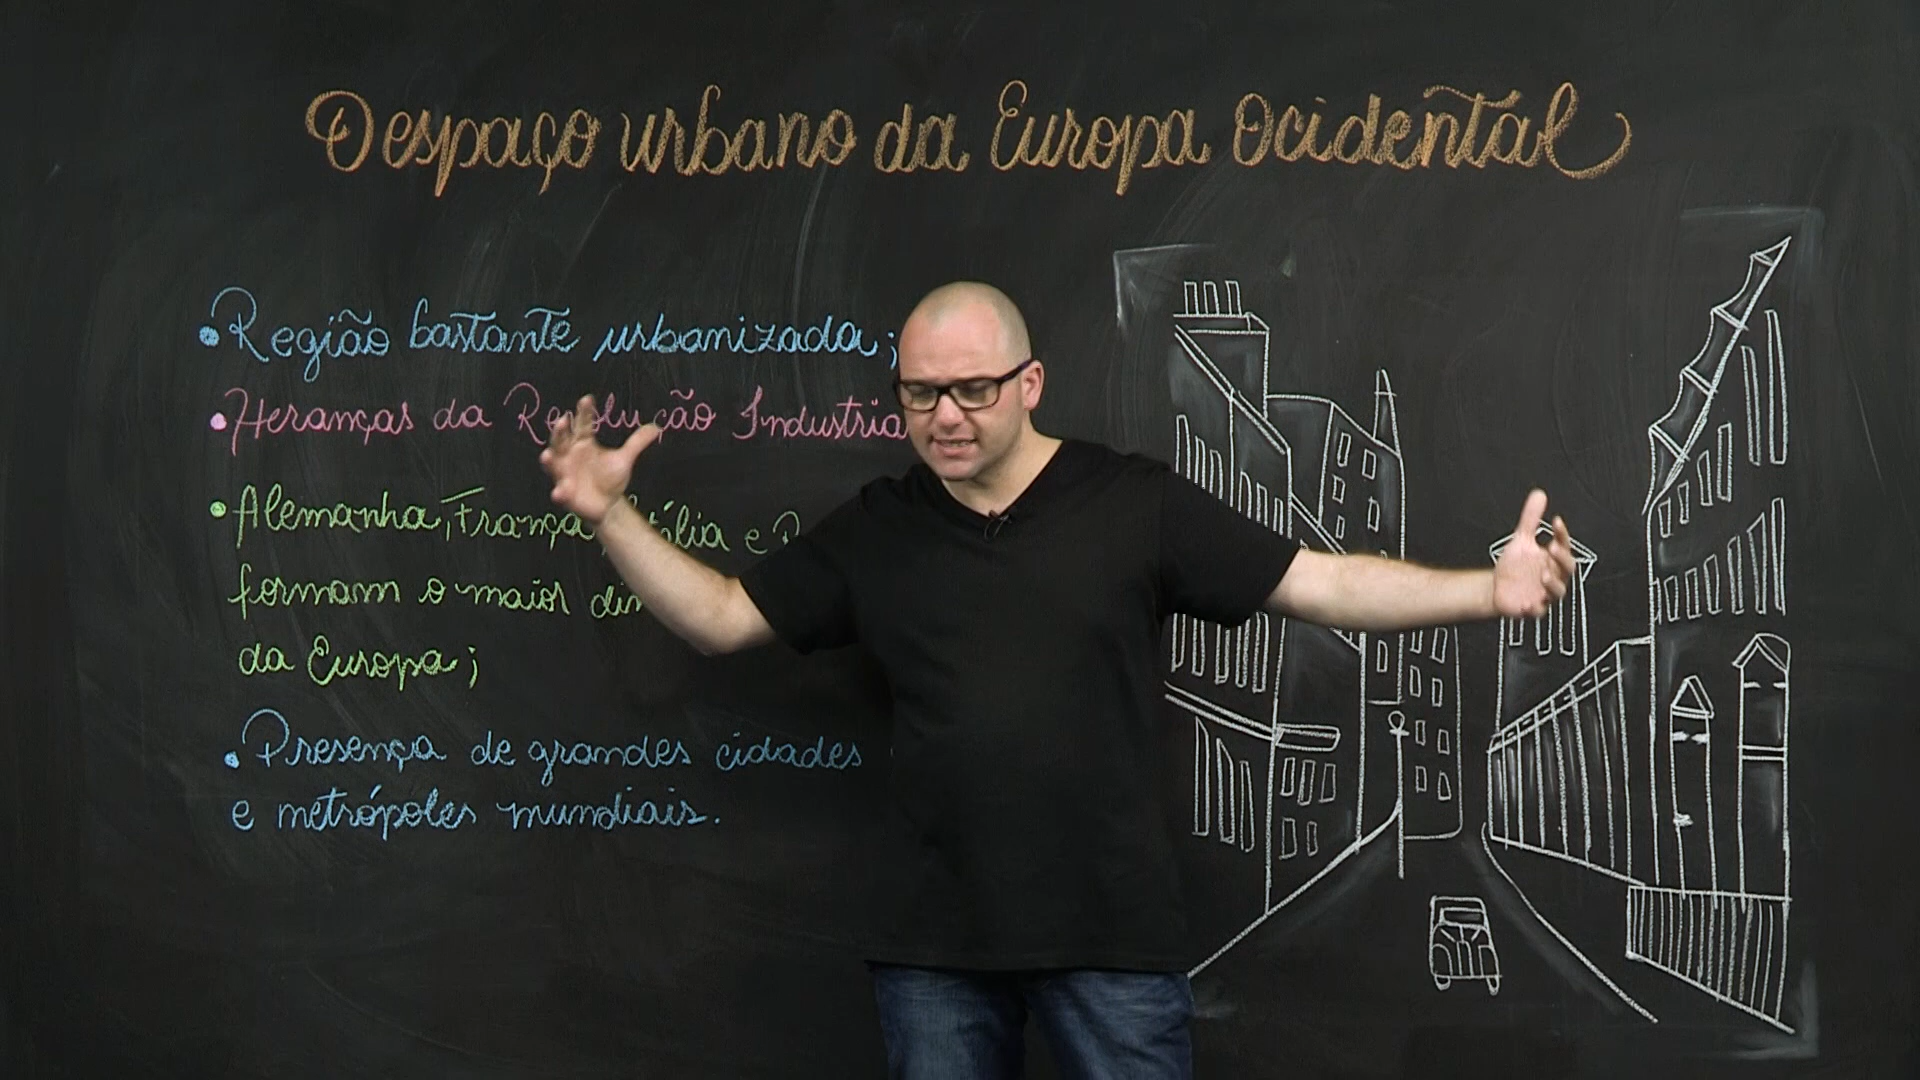 O espaço urbano da Europa Ocidental
• Região bastante urbanizada;
• Heranças da Revolução Industria
• Alemanha, França, Itália e
formam o maior
da Europa;
• Presença de grandes cidades
e metrópoles mundiais.